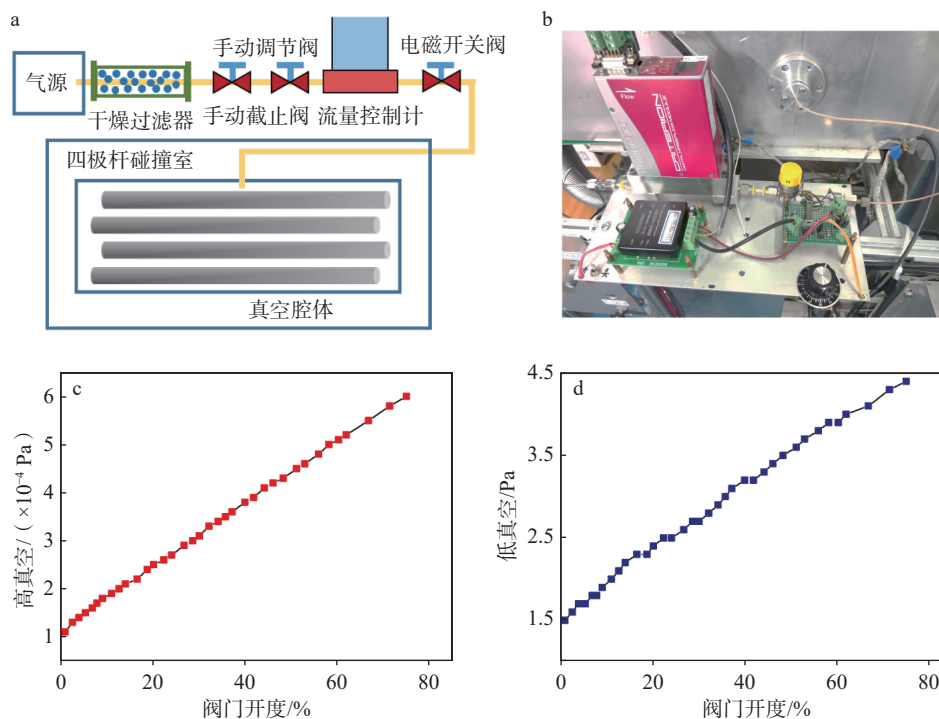 a
气源
手动调节阀
电磁开关阀
干燥过滤器
手动截止阀
流量控制计
四极杆碰撞室
真空腔体
b
Flow
CRITERION
c
高真空/(×10⁻⁴ Pa)
6
5
4
3
2
1
0
20
40
60
80
阀门开度/%
d
低真空/Pa
4.5
3.5
2.5
1.5
0
20
40
60
80
阀门开度/%